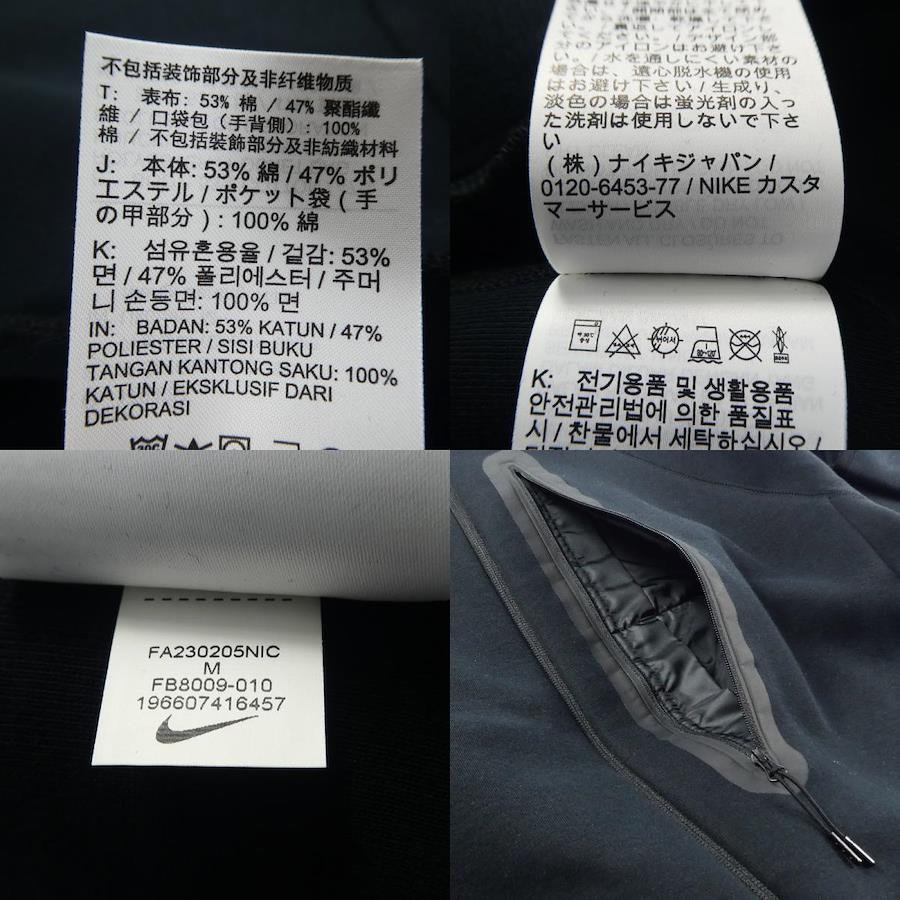 不包括装饰部分及非纤维物质
T: 表布: 53% 棉 / 47% 聚酯纖
維 / 口袋包 (手背側) : 100%
棉 / 不包括裝飾部分及非紡織材料
J: 本体: 53% 綿 / 47% ポリ
エステル / ポケット袋 ( 手
の甲部分 ) : 100% 綿
K: 섬유혼용율 / 겉감: 53%
면 / 47% 폴리에스터 / 주머
니 손등면: 100% 면
IN: BADAN: 53% KATUN / 47%
POLIESTER / SISI BUKU
TANGAN KANTONG SAKU: 100%
KATUN / EKSKLUSIF DARI
DEKORASI
30C
アイロンはお避け下さ
い。/ 水を通しにくい素材の
場合は、遠心脱水機の使用
はお避け下さい / 生成り、
淡色の場合は蛍光剤の入っ
た洗剤は使用しないで下さ
い
( 株 ) ナイキジャパン /
0120-6453-77 / NIKE カスタ
マーサービス
K: 전기용품 및 생활용품
안전관리법에 의한 품질표
시 / 찬물에서 세탁하십시오 /
FA230205NIC
M
FB8009-010
196607416457